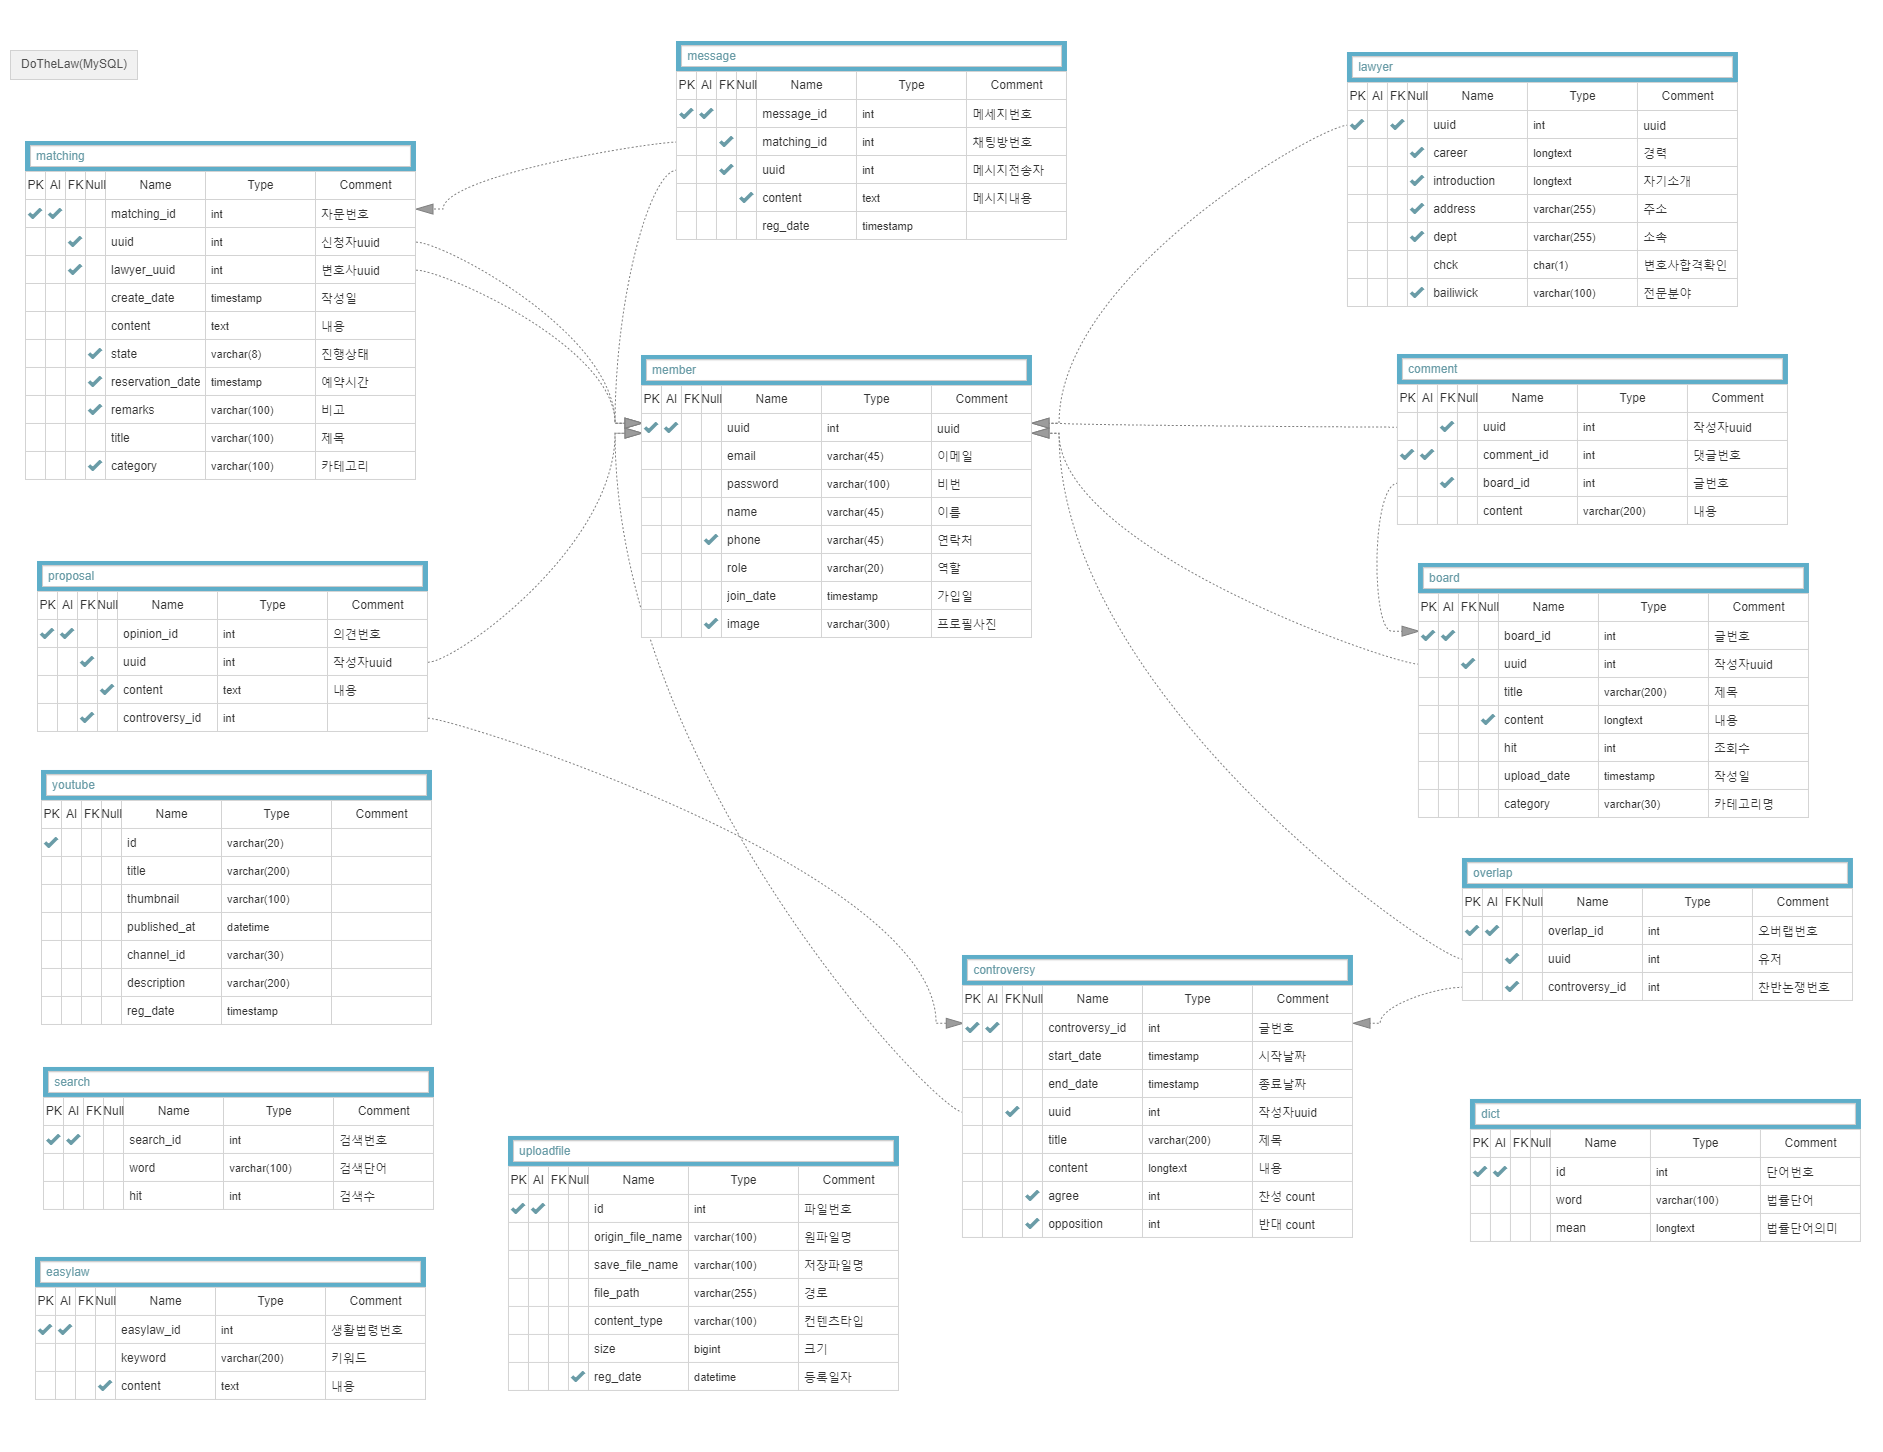 DoTheLaw(MySQL)
message
PK AI FK Null Name Type Comment
message_id int 메세지번호
matching_id int 채팅방번호
uuid int 메시지전송자
content text 메시지내용
reg_date timestamp
lawyer
PK AI FK Null Name Type Comment
uuid int uuid
career longtext 경력
introduction longtext 자기소개
address varchar(255) 주소
dept varchar(255) 소속
chck char(1) 변호사합격확인
bailiwick varchar(100) 전문분야
matching
PK AI FK Null Name Type Comment
matching_id int 자문번호
uuid int 신청자uuid
lawyer_uuid int 변호사uuid
create_date timestamp 작성일
content text 내용
state varchar(8) 진행상태
reservation_date timestamp 예약시간
remarks varchar(100) 비고
title varchar(100) 제목
category varchar(100) 카테고리
member
PK AI FK Null Name Type Comment
uuid int uuid
email varchar(45) 이메일
password varchar(100) 비번
name varchar(45) 이름
phone varchar(45) 연락처
role varchar(20) 역할
join_date timestamp 가입일
image varchar(300) 프로필사진
comment
PK AI FK Null Name Type Comment
uuid int 작성자uuid
comment_id int 댓글번호
board_id int 글번호
content varchar(200) 내용
proposal
PK AI FK Null Name Type Comment
opinion_id int 의견번호
uuid int 작성자uuid
content text 내용
controversy_id int
board
PK AI FK Null Name Type Comment
board_id int 글번호
uuid int 작성자uuid
title varchar(200) 제목
content longtext 내용
hit int 조회수
upload_date timestamp 작성일
category varchar(30) 카테고리명
youtube
PK AI FK Null Name Type Comment
id varchar(20)
title varchar(200)
thumbnail varchar(100)
published_at datetime
channel_id varchar(30)
description varchar(200)
reg_date timestamp
overlap
PK AI FK Null Name Type Comment
overlap_id int 오버랩번호
uuid int 유저
controversy_id int 찬반논쟁번호
controversy
PK AI FK Null Name Type Comment
controversy_id int 글번호
start_date timestamp 시작날짜
end_date timestamp 종료날짜
uuid int 작성자uuid
title varchar(200) 제목
content longtext 내용
agree int 찬성 count
opposition int 반대 count
search
PK AI FK Null Name Type Comment
search_id int 검색번호
word varchar(100) 검색단어
hit int 검색수
dict
PK AI FK Null Name Type Comment
id int 단어번호
word varchar(100) 법률단어
mean longtext 법률단어의미
uploadfile
PK AI FK Null Name Type Comment
id int 파일번호
origin_file_name varchar(100) 원파일명
save_file_name varchar(100) 저장파일명
file_path varchar(255) 경로
content_type varchar(100) 컨텐츠타입
size bigint 크기
reg_date datetime 등록일자
easylaw
PK AI FK Null Name Type Comment
easylaw_id int 생활법령번호
keyword varchar(200) 키워드
content text 내용